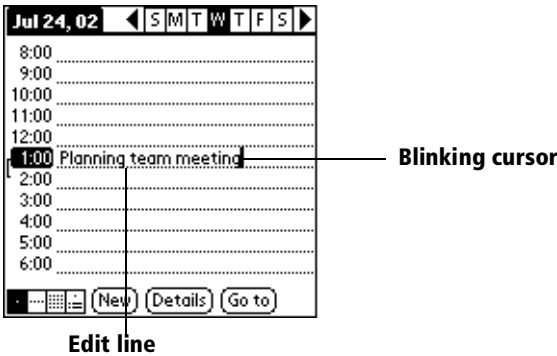 Jul 24, 02 S M T W T F S
8:00
9:00
10:00
11:00
12:00
1:00 Planning team meeting Blinking cursor
2:00
3:00
4:00
5:00
6:00
New Details Go to
Edit line